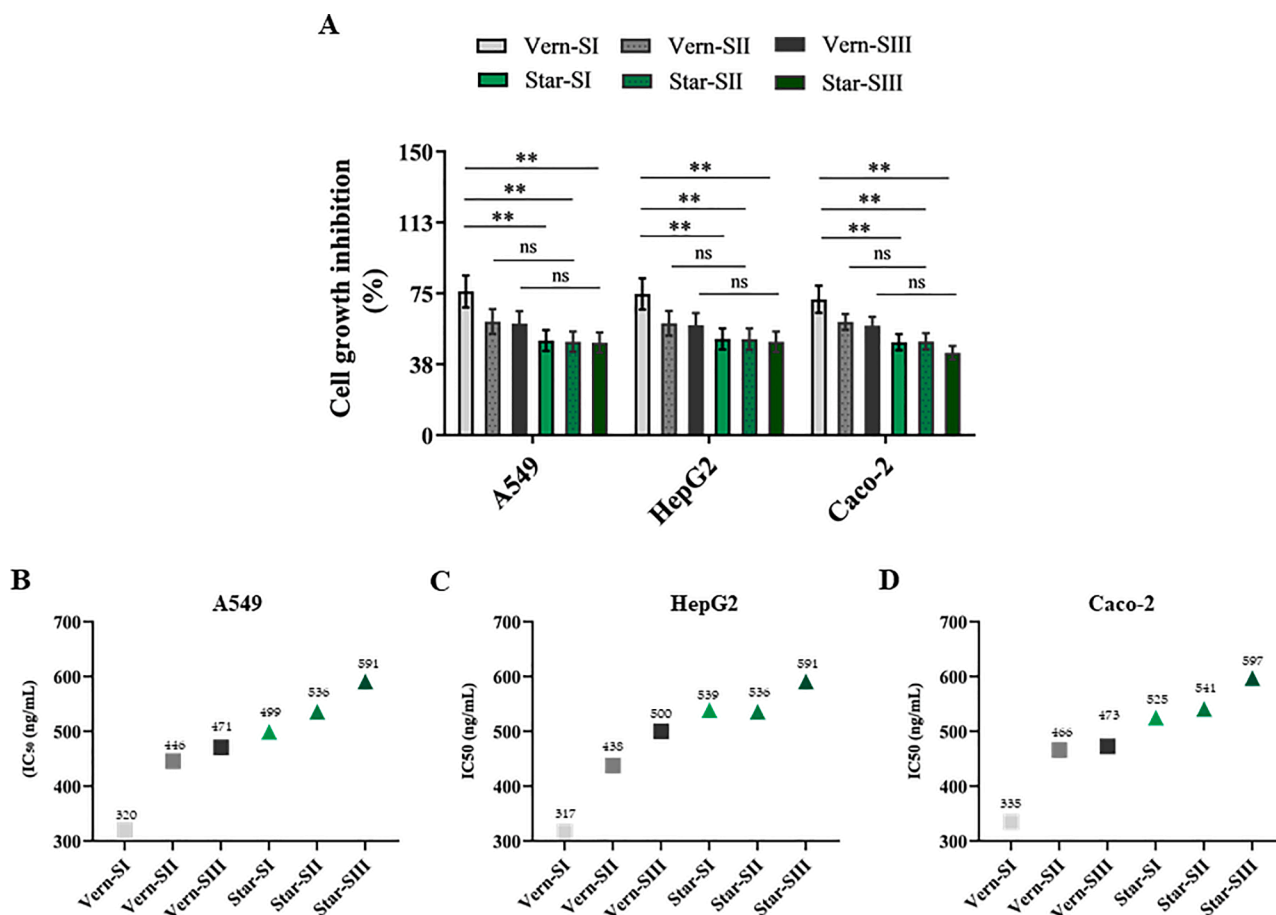 A
Vern-SI Vern-SII Vern-SIII
Star-SI Star-SII Star-SIII
Cell growth inhibition
(%)
150
113
75
38
0
** ** **
** ** **
** ** **
ns ns ns
ns ns ns
A549 HepG2 Caco-2
B
A549
(IC₅₀ (ng/mL)
700
600
500
400
300
320
446
471
499
536
591
Vern-SI Vern-SII Vern-SIII Star-SI Star-SII Star-SIII
C
HepG2
IC50 (ng/mL)
700
600
500
400
300
317
438
500
539
536
591
Vern-SI Vern-SII Vern-SIII Star-SI Star-SII Star-SIII
D
Caco-2
IC50 (ng/mL)
700
600
500
400
300
335
466
473
525
541
597
Vern-SI Vern-SII Vern-SIII Star-SI Star-SII Star-SIII